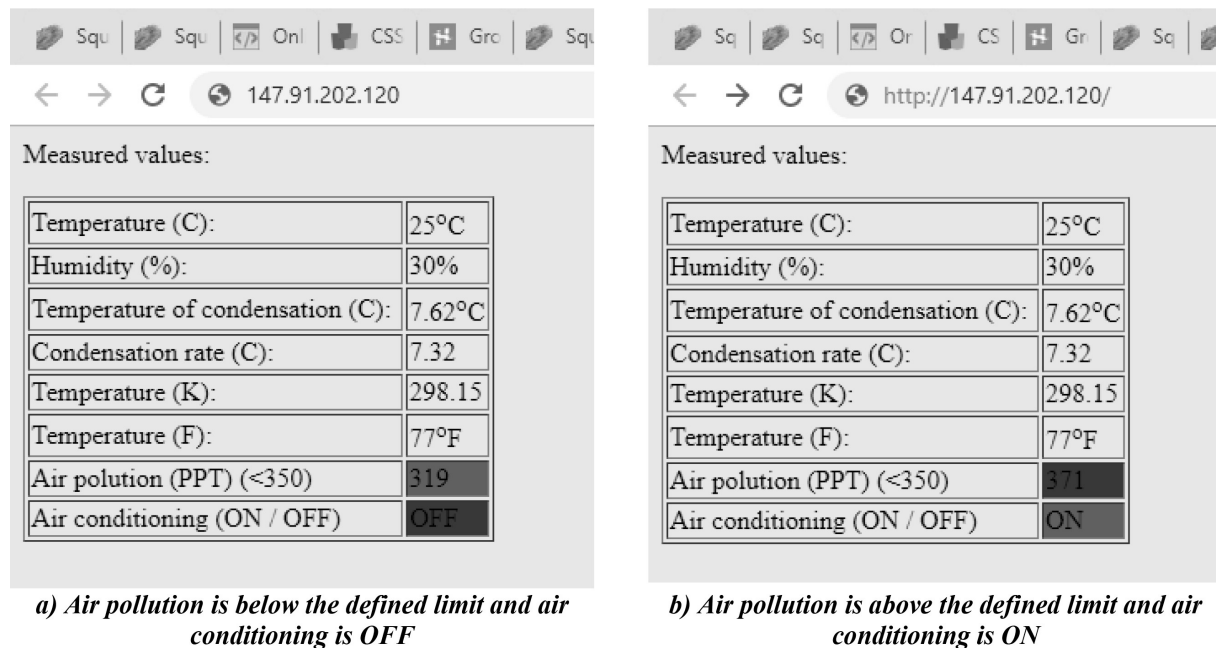 Squ Squ Onl CSS Gro Squ
147.91.202.120
Measured values:
Temperature (C): 25°C
Humidity (%): 30%
Temperature of condensation (C): 7.62°C
Condensation rate (C): 7.32
Temperature (K): 298.15
Temperature (F): 77°F
Air polution (PPT) (<350) 319
Air conditioning (ON / OFF) OFF
a) Air pollution is below the defined limit and air
conditioning is OFF
Sq Sq Or CS Gr Sq
http://147.91.202.120/
Measured values:
Temperature (C): 25°C
Humidity (%): 30%
Temperature of condensation (C): 7.62°C
Condensation rate (C): 7.32
Temperature (K): 298.15
Temperature (F): 77°F
Air polution (PPT) (<350) 371
Air conditioning (ON / OFF) ON
b) Air pollution is above the defined limit and air
conditioning is ON